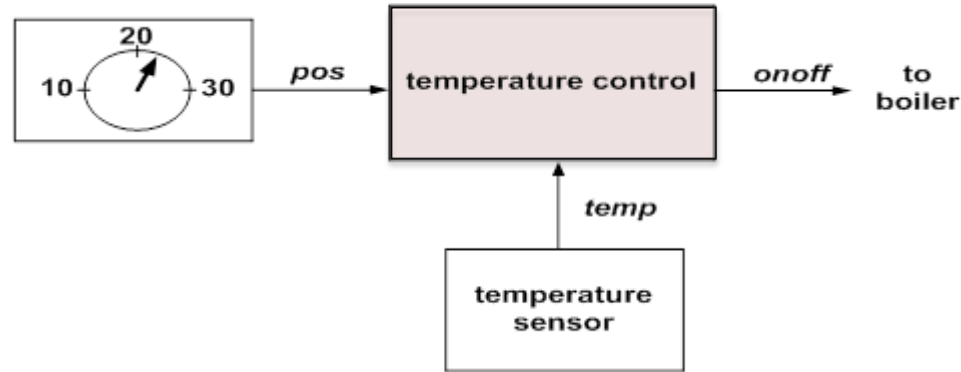 20
10
30
pos
temperature control
onoff
to
boiler
temp
temperature
sensor